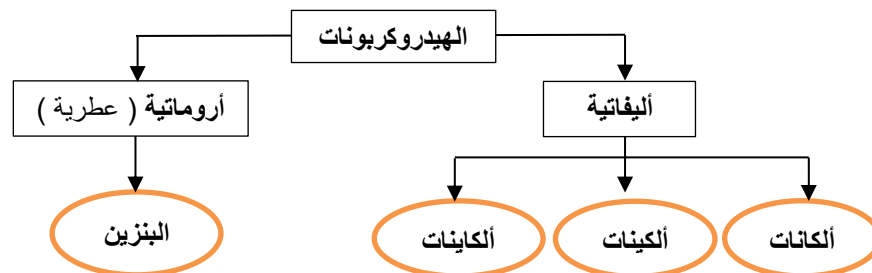 الهيدروكربونات
أليفاتية
أروماتية ( عطرية )
ألكانات
ألكينات
ألكاينات
البنزين